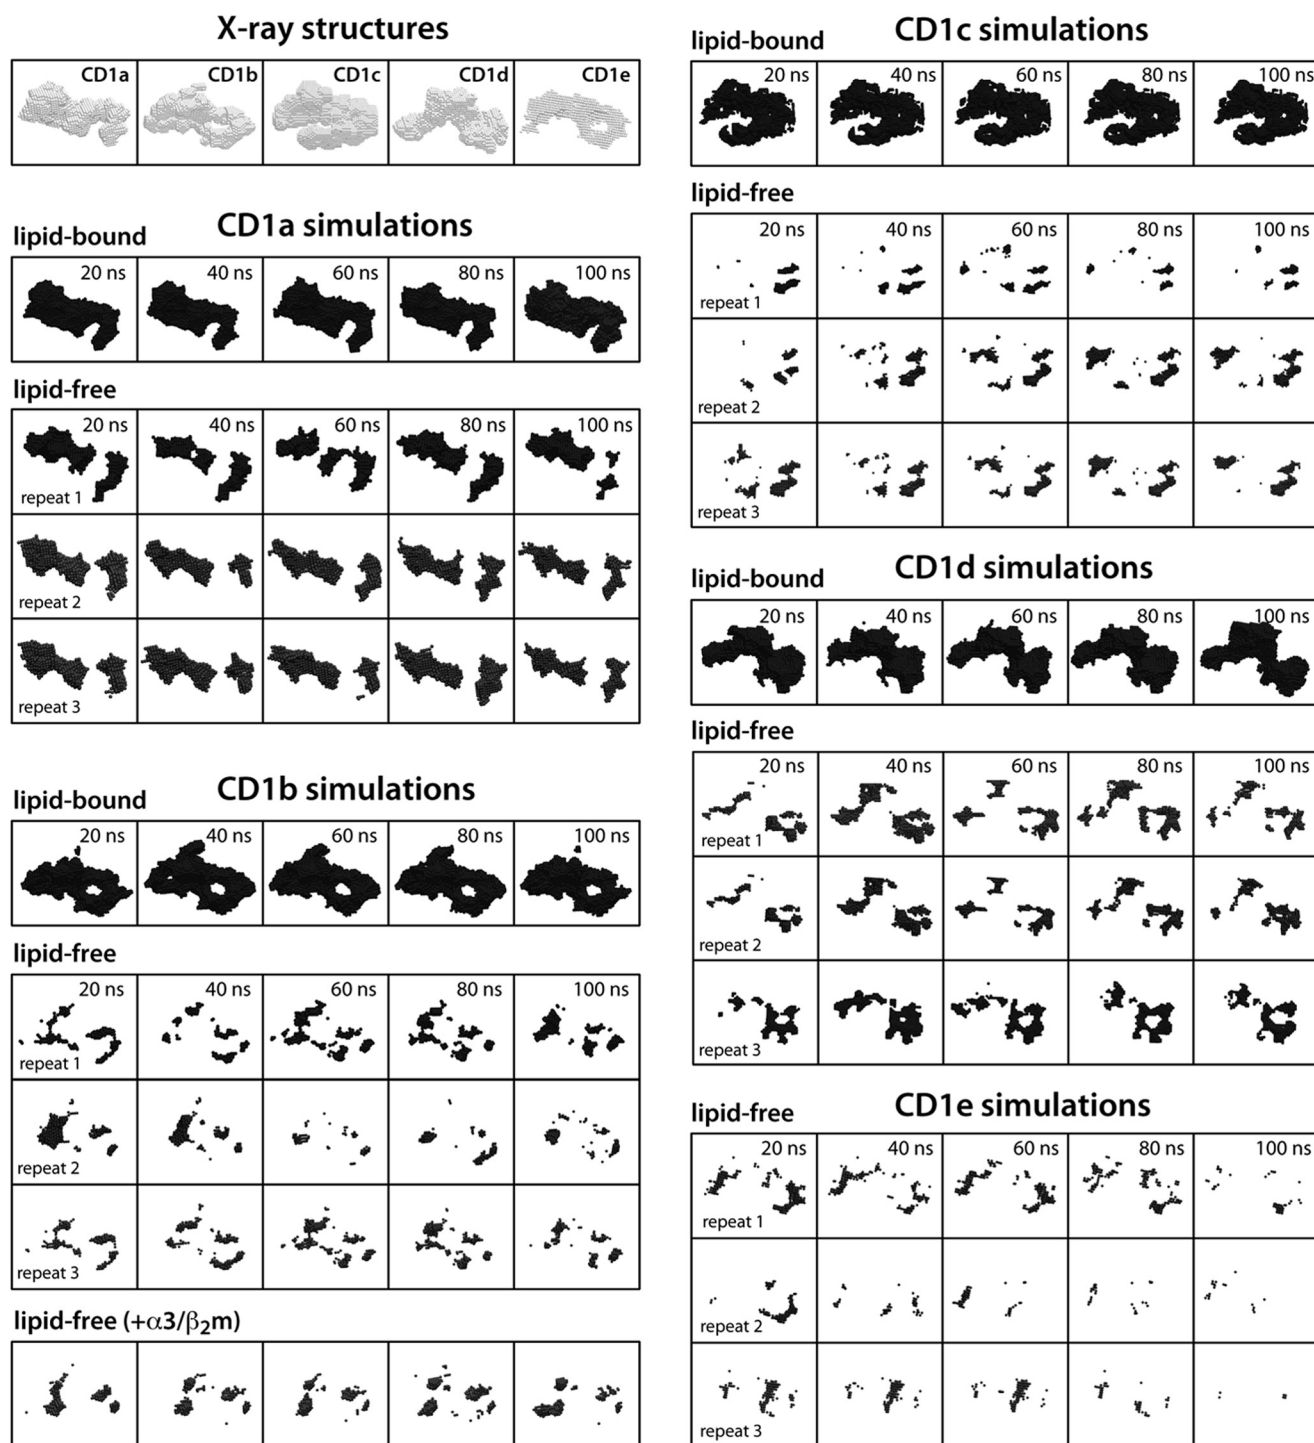 X-ray structures
CD1a CD1b CD1c CD1d CD1e
CD1a simulations
lipid-bound
20 ns 40 ns 60 ns 80 ns 100 ns
lipid-free
20 ns 40 ns 60 ns 80 ns 100 ns
repeat 1
repeat 2
repeat 3
CD1b simulations
lipid-bound
20 ns 40 ns 60 ns 80 ns 100 ns
lipid-free
20 ns 40 ns 60 ns 80 ns 100 ns
repeat 1
repeat 2
repeat 3
lipid-free (+α3/β₂m)
CD1c simulations
lipid-bound
20 ns 40 ns 60 ns 80 ns 100 ns
lipid-free
20 ns 40 ns 60 ns 80 ns 100 ns
repeat 1
repeat 2
repeat 3
CD1d simulations
lipid-bound
20 ns 40 ns 60 ns 80 ns 100 ns
lipid-free
20 ns 40 ns 60 ns 80 ns 100 ns
repeat 1
repeat 2
repeat 3
CD1e simulations
lipid-free
20 ns 40 ns 60 ns 80 ns 100 ns
repeat 1
repeat 2
repeat 3